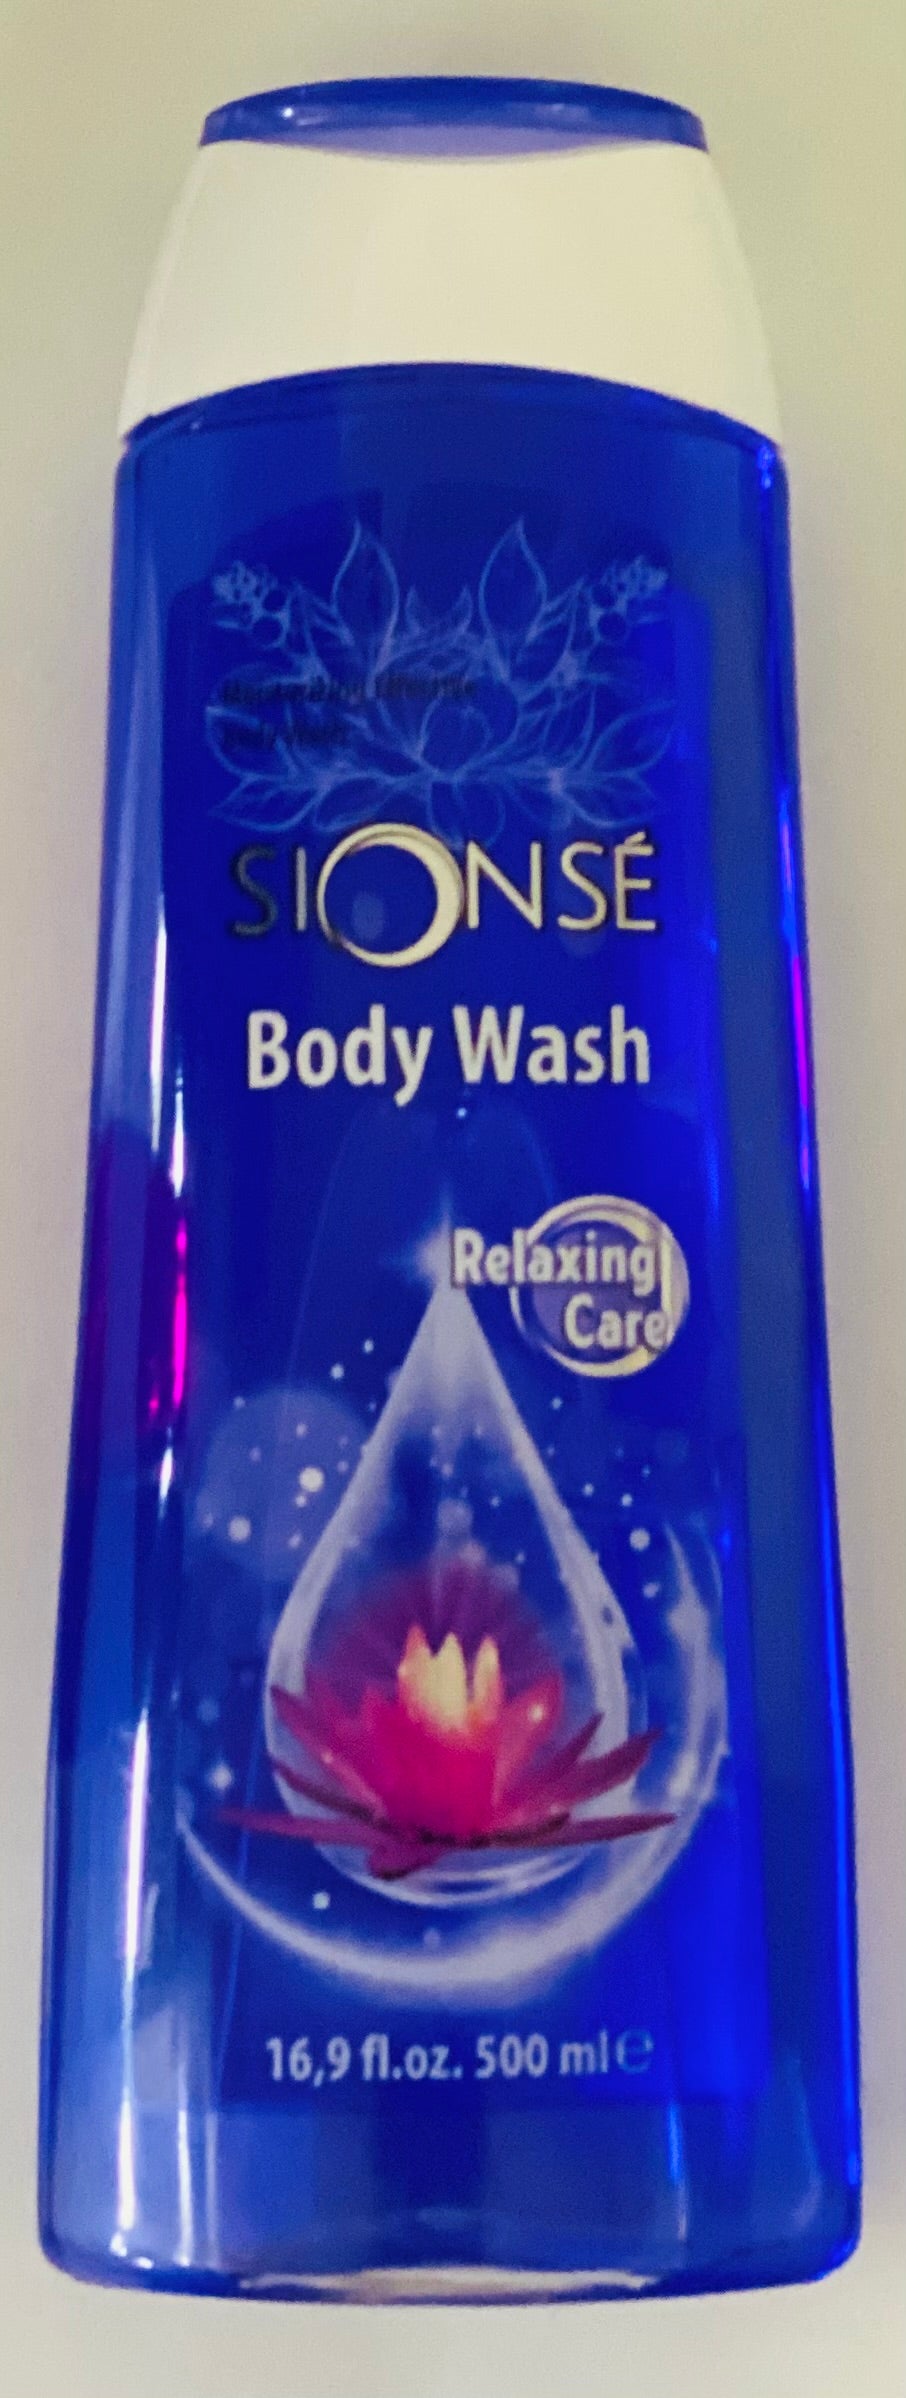 SIONSÉ
Body Wash
Relaxing
Care
16,9 fl.oz. 500 ml ℮